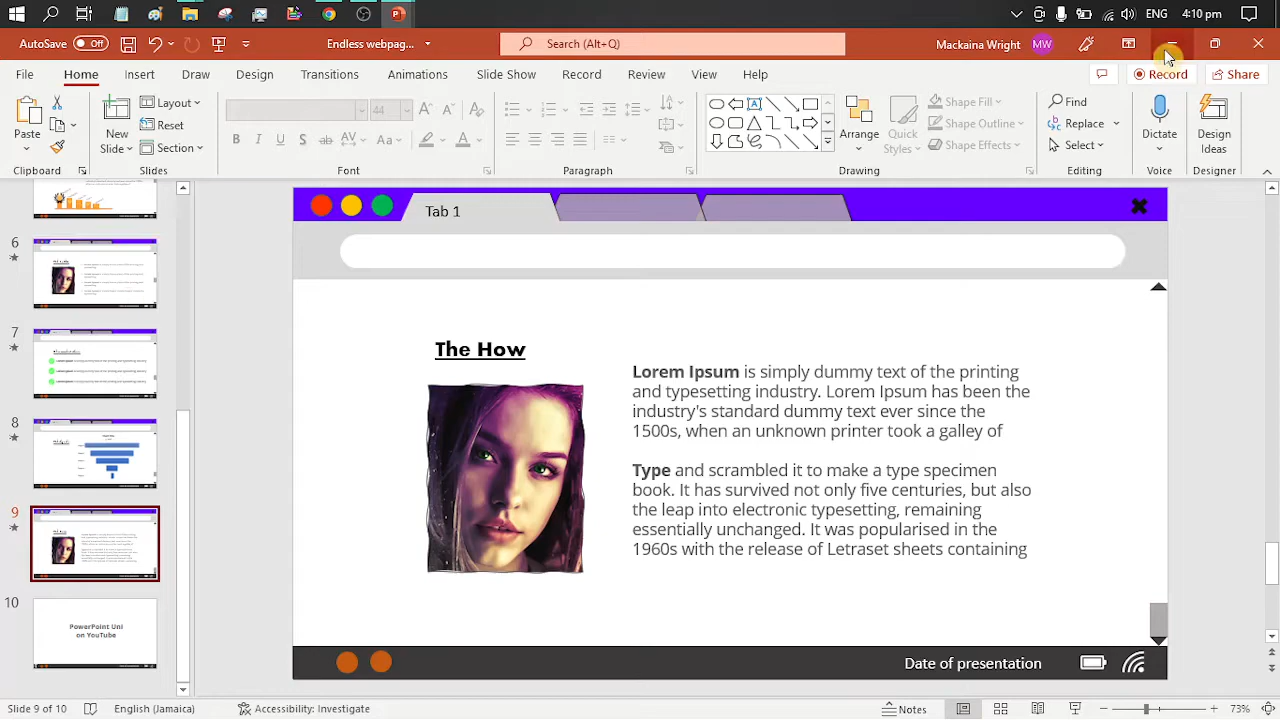 ENG
4:10 pm
AutoSave
Off
Endless webpag...
Search (Alt+Q)
Mackaina Wright
MW
File
Home
Insert
Draw
Design
Transitions
Animations
Slide Show
Record
Review
View
Help
Record
Share
Paste
New
Slide
Layout
Reset
Section
44
B
I
U
S
ab
AV
Aa
A
Arrange
Quick
Styles
Shape Fill
Shape Outline
Shape Effects
Find
Replace
Select
Dictate
Design
Ideas
Clipboard
Slides
Font
Paragraph
Drawing
Editing
Voice
Designer
6
7
9
10
PowerPoint Uni
on YouTube
Tab 1
The How
Lorem Ipsum is simply dummy text of the printing
and typesetting industry. Lorem Ipsum has been the
industry's standard dummy text ever since the
1500s, when an unknown printer took a galley of
Type and scrambled it to make a type specimen
book. It has survived not only five centuries, but also
the leap into electronic typesetting, remaining
essentially unchanged. It was popularised in the
1960s with the release of Letraset sheets containing
Date of presentation
Slide 9 of 10
English (Jamaica)
Accessibility: Investigate
Notes
73%